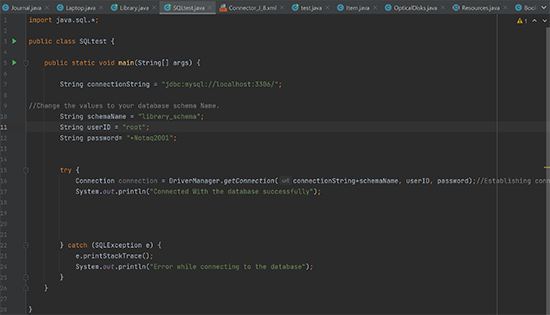 Journal.java Laptop.java Library.java SQLtest.java Connector_J_8.xml test.java Item.java OpticalDisks.java Resources.java
1 import java.sql.*;
2
3 public class SQLtest {
4
5 public static void main(String[] args) {
6
7 String connectionString = "jdbc:mysql://localhost:3306/";
8
9 //Change the values to your database schema Name.
10 String schemaName = "library_schema";
11 String userID = "root";
12 String password= "+Notaq2001";
13
14
15 try {
16 Connection connection = DriverManager.getConnection( url: connectionString+schemaName, userID, password);//Establishing
17 System.out.println("Connected With the database successfully");
18
19
20
21
22 } catch (SQLException e) {
23 e.printStackTrace();
24 System.out.println("Error while connecting to the database");
25 }
26 }
27
28 }